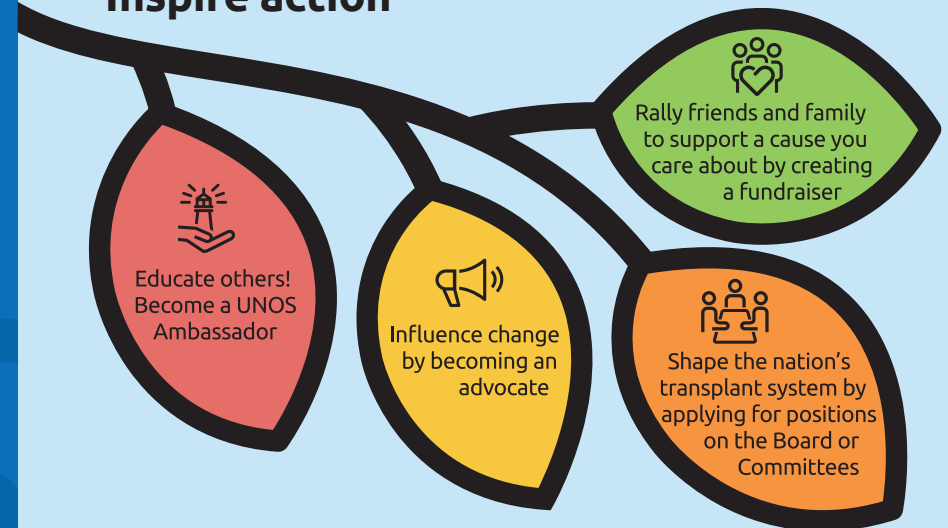 inspire action
Rally friends and family
to support a cause you
care about by creating
a fundraiser
Educate others!
Become a UNOS
Ambassador
Influence change
by becoming an
advocate
Shape the nation's
transplant system by
applying for positions
on the Board or
Committees